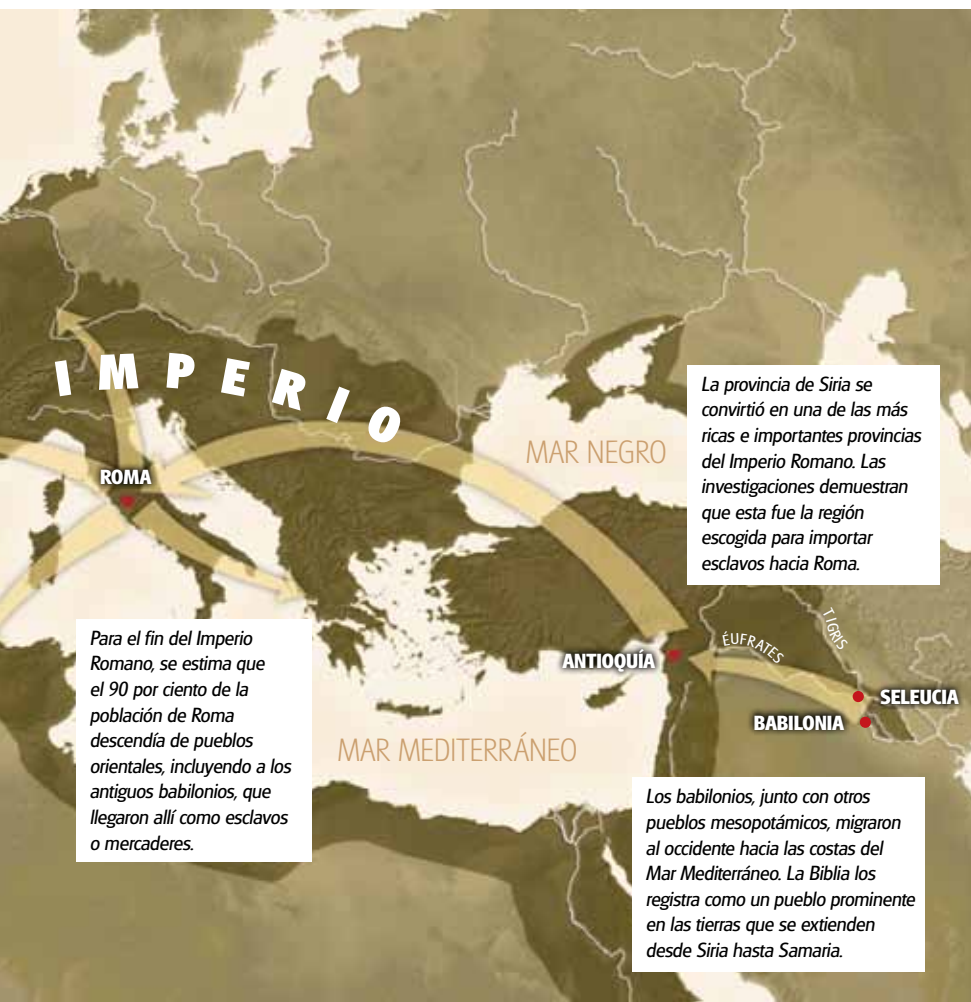 IMPERIO
La provincia de Siria se
convirtió en una de las más
ricas e importantes provincias
del Imperio Romano. Las
investigaciones demuestran
que esta fue la región
escogida para importar
esclavos hacia Roma.
MAR NEGRO
ROMA
TIGRIS
ÉUFRATES
ANTIOQUÍA
SELEUCIA
BABILONIA
Para el fin del Imperio
Romano, se estima que
el 90 por ciento de la
población de Roma
descendía de pueblos
orientales, incluyendo a los
antiguos babilonios, que
llegaron allí como esclavos
o mercaderes.
MAR MEDITERRÁNEO
Los babilonios, junto con otros
pueblos mesopotámicos, migraron
al occidente hacia las costas del
Mar Mediterráneo. La Biblia los
registra como un pueblo prominente
en las tierras que se extienden
desde Siria hasta Samaria.